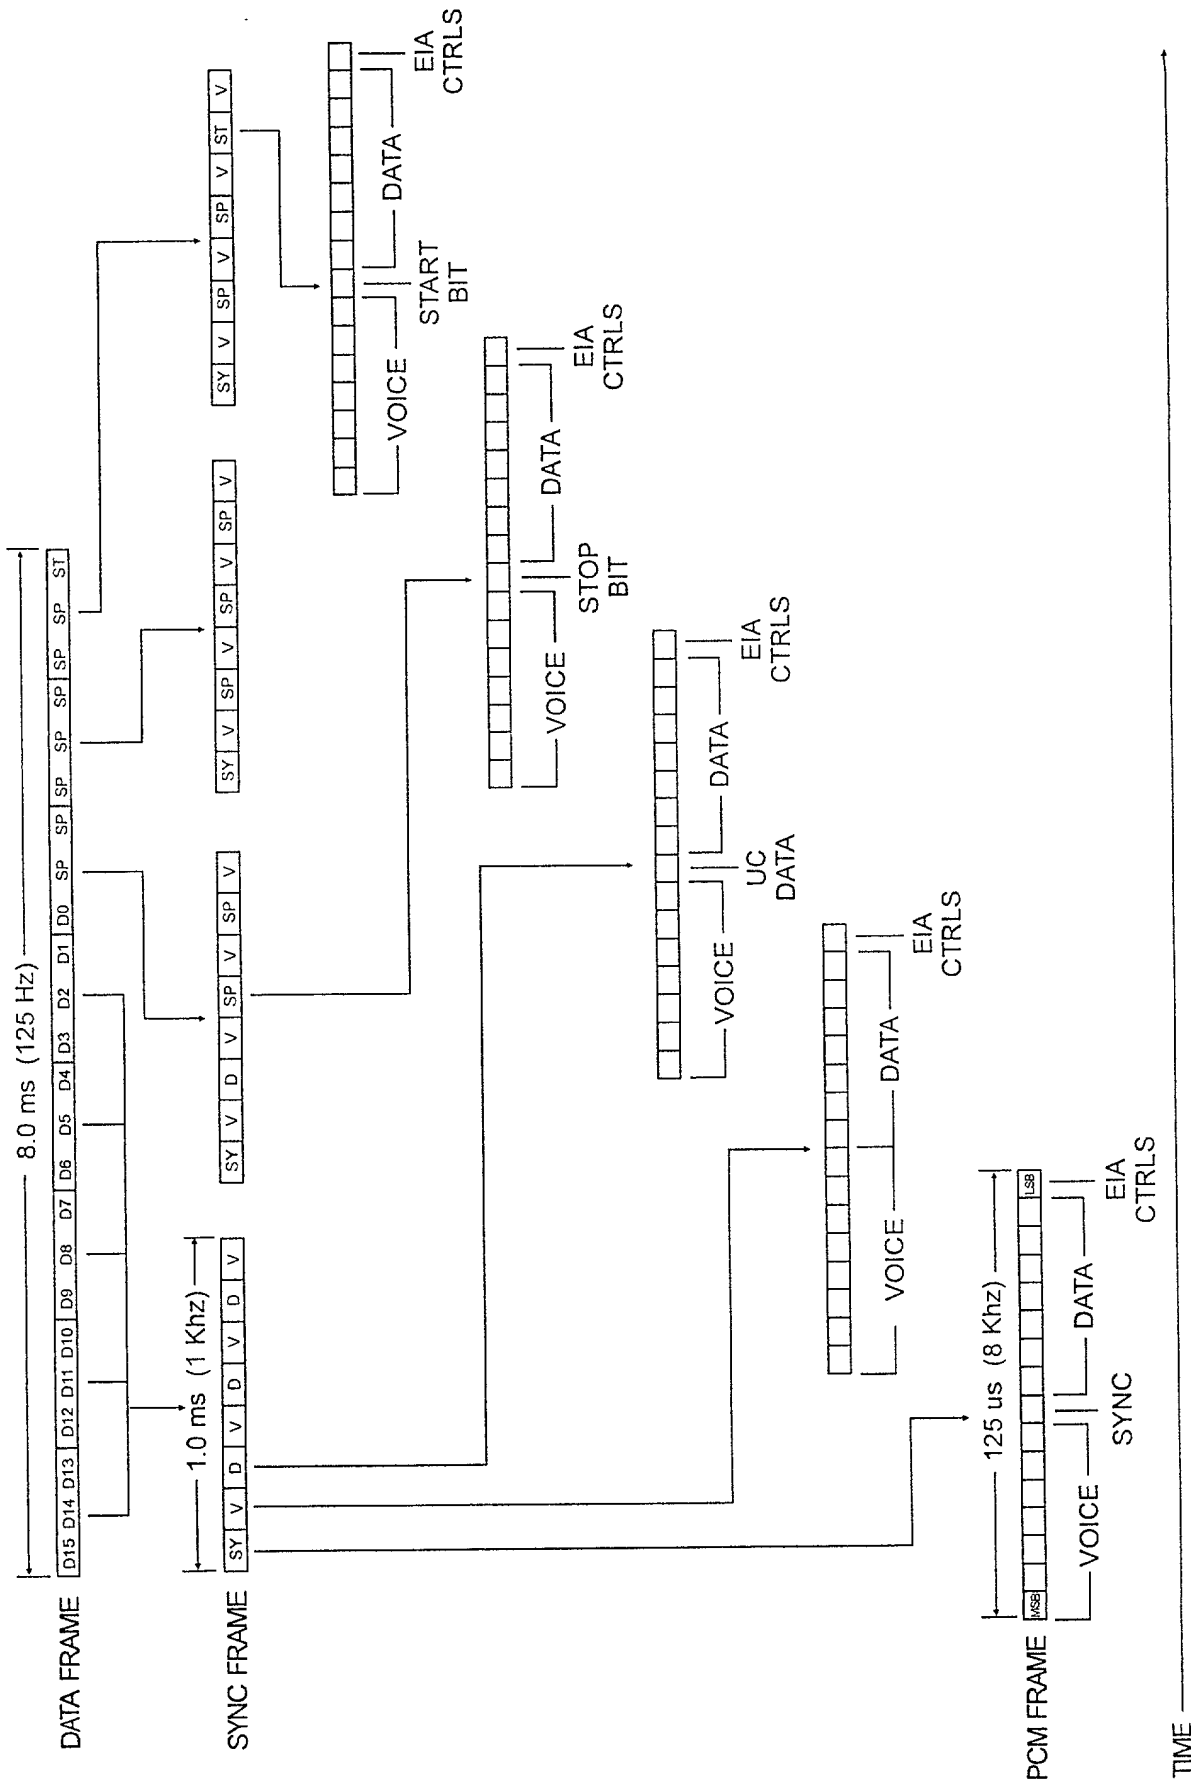 8.0 ms (125 Hz)
DATA FRAME
D15 D14 D13 D12 D11 D10 D9 D8 D7 D6 D5 D4 D3 D2 D1 D0 SP SP SP SP SP SP SP ST
1.0 ms (1 Khz)
SYNC FRAME
SY V D V D V D V
SY V D V SP V SP V
SY V SP V SP V SP V
SY V SP V SP V ST V
VOICE
START
BIT
DATA
EIA
CTRLS
VOICE
STOP
BIT
DATA
EIA
CTRLS
VOICE
UC
DATA
DATA
EIA
CTRLS
VOICE
DATA
EIA
CTRLS
125 us (8 Khz)
PCM FRAME
MSB
LSB
VOICE
SYNC
DATA
EIA
CTRLS
TIME